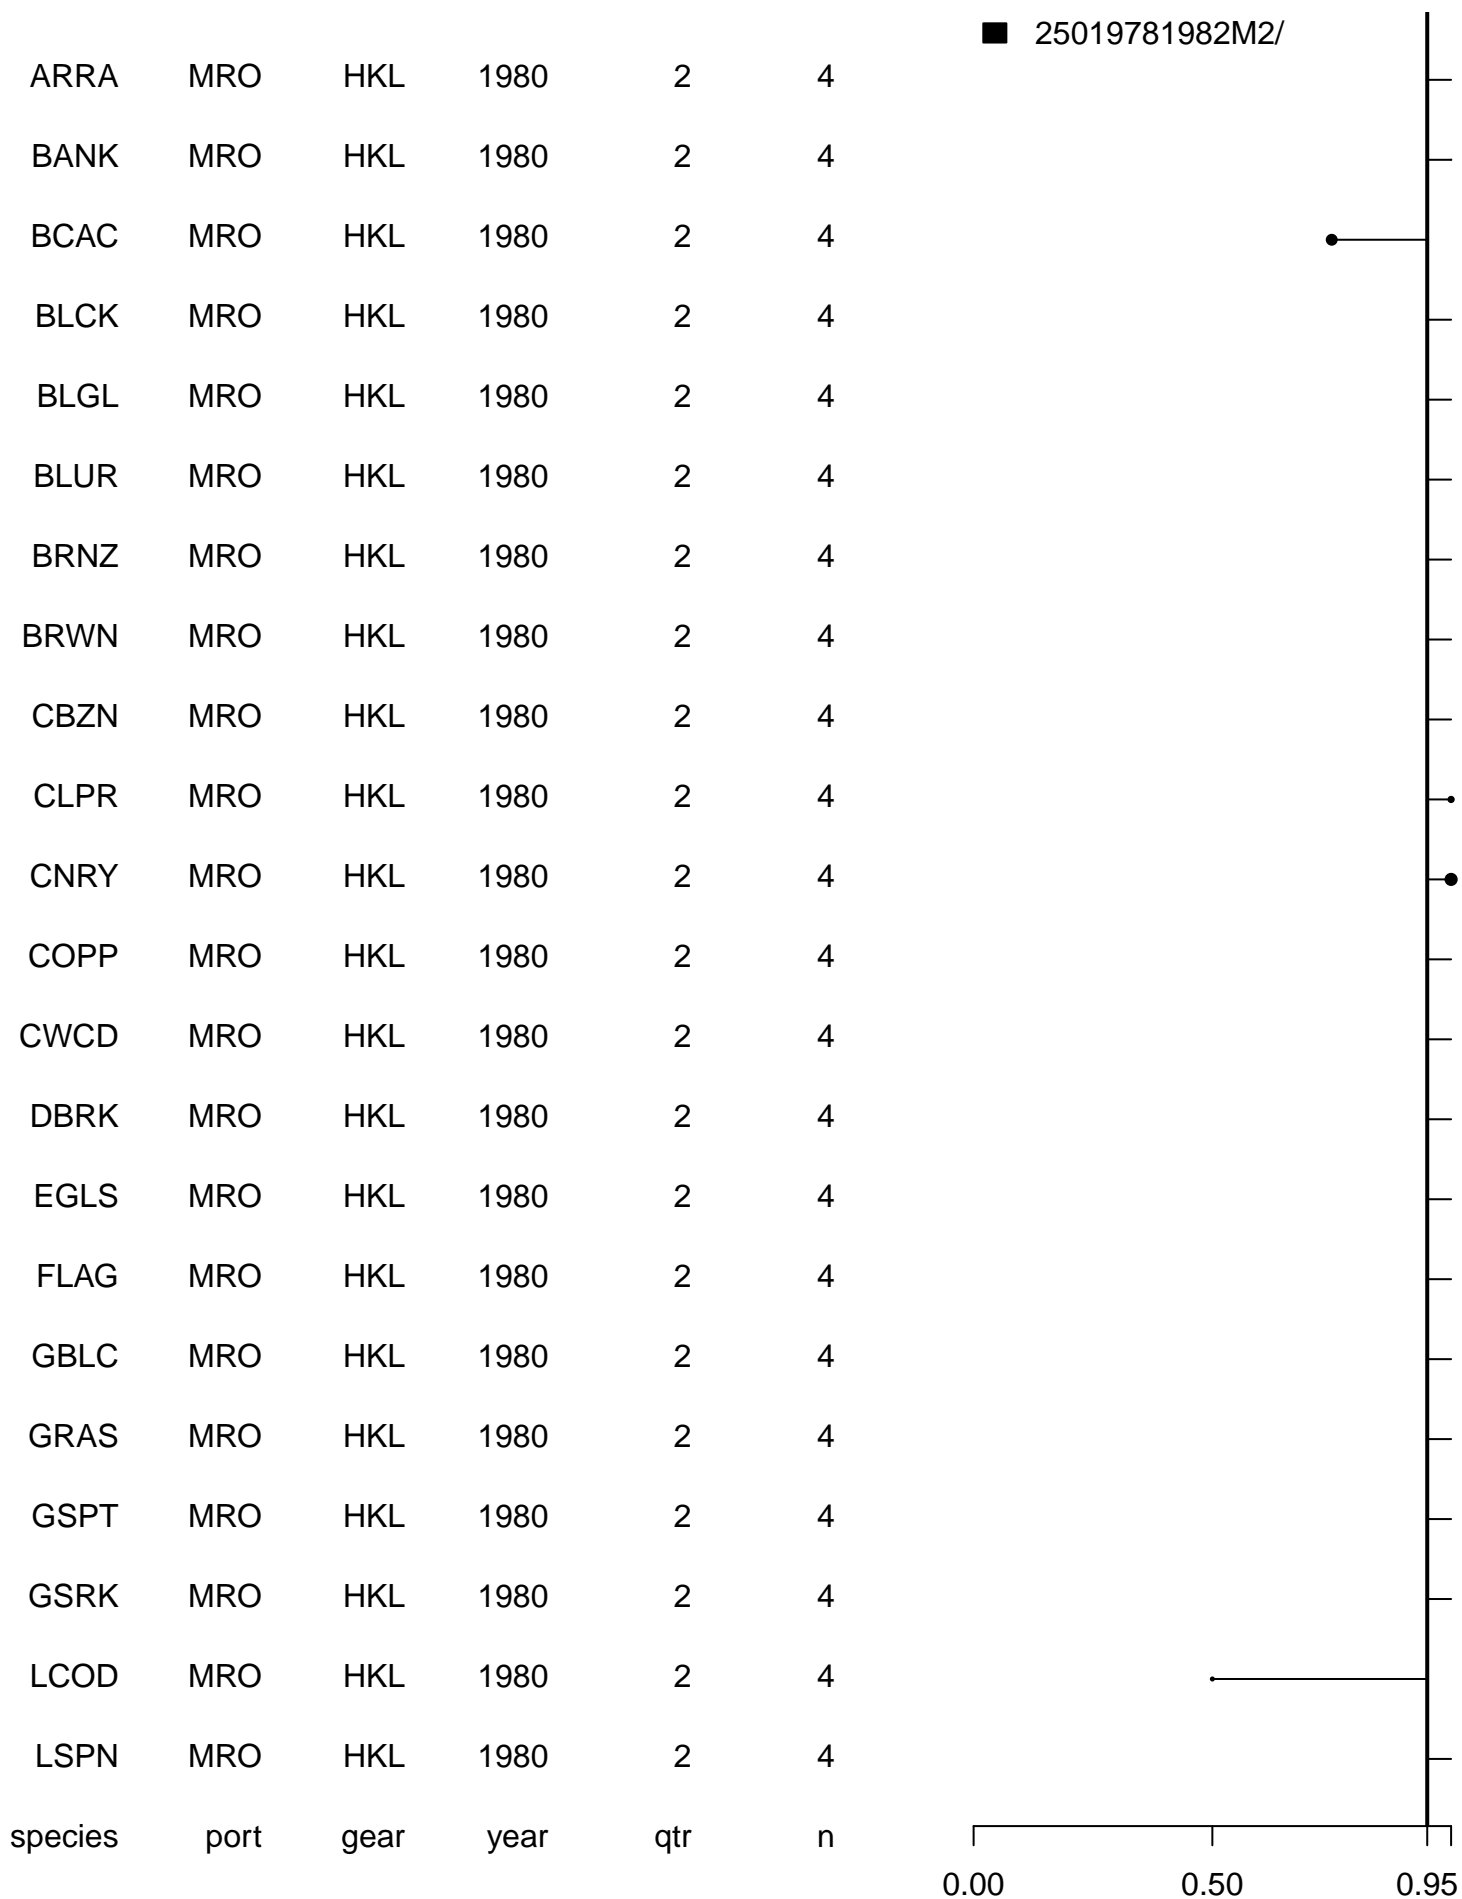 25019781982M2/
ARRA MRO HKL 1980 2 4
BANK MRO HKL 1980 2 4
BCAC MRO HKL 1980 2 4
BLCK MRO HKL 1980 2 4
BLGL MRO HKL 1980 2 4
BLUR MRO HKL 1980 2 4
BRNZ MRO HKL 1980 2 4
BRWN MRO HKL 1980 2 4
CBZN MRO HKL 1980 2 4
CLPR MRO HKL 1980 2 4
CNRY MRO HKL 1980 2 4
COPP MRO HKL 1980 2 4
CWCD MRO HKL 1980 2 4
DBRK MRO HKL 1980 2 4
EGLS MRO HKL 1980 2 4
FLAG MRO HKL 1980 2 4
GBLC MRO HKL 1980 2 4
GRAS MRO HKL 1980 2 4
GSPT MRO HKL 1980 2 4
GSRK MRO HKL 1980 2 4
LCOD MRO HKL 1980 2 4
LSPN MRO HKL 1980 2 4
species port gear year qtr n
0.00 0.50 0.95